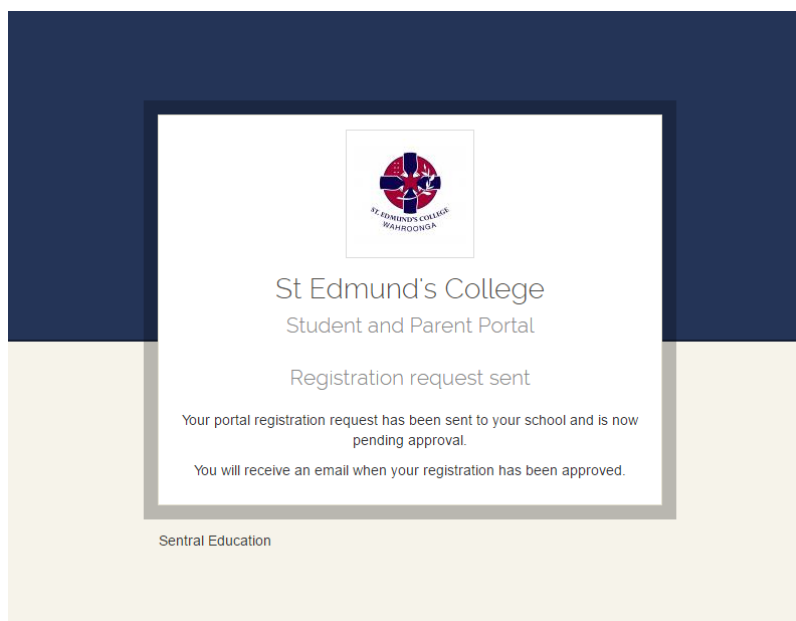 ST. EDMUND'S COLLEGE
WAHROONGA
St Edmund's College
Student and Parent Portal
Registration request sent
Your portal registration request has been sent to your school and is now
pending approval.
You will receive an email when your registration has been approved.
Sentral Education